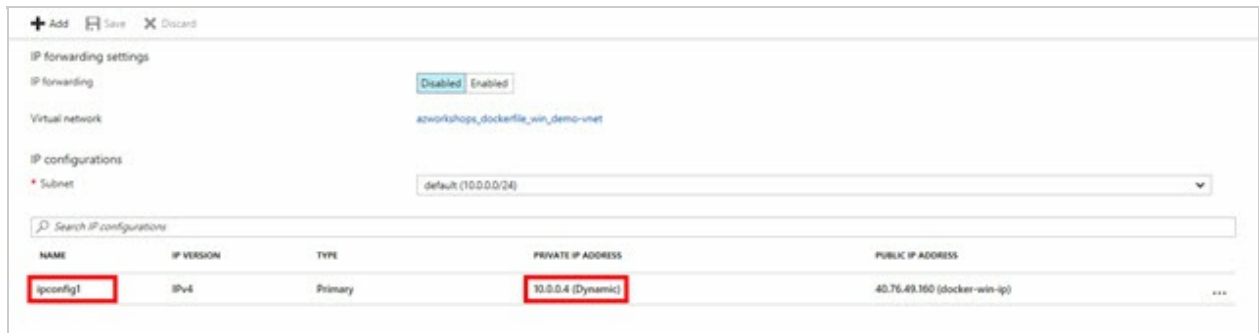 Add Save Discard
IP forwarding settings
IP forwarding Disabled Enabled
Virtual network azworkshops_dockerfile_win_demo-vnet
IP configurations
* Subnet default (10.0.0.0/24)
Search IP configurations
NAME IP VERSION TYPE PRIVATE IP ADDRESS PUBLIC IP ADDRESS
ipconfig1 IPv4 Primary 10.0.0.4 (Dynamic) 40.76.49.160 (docker-win-ip) ...